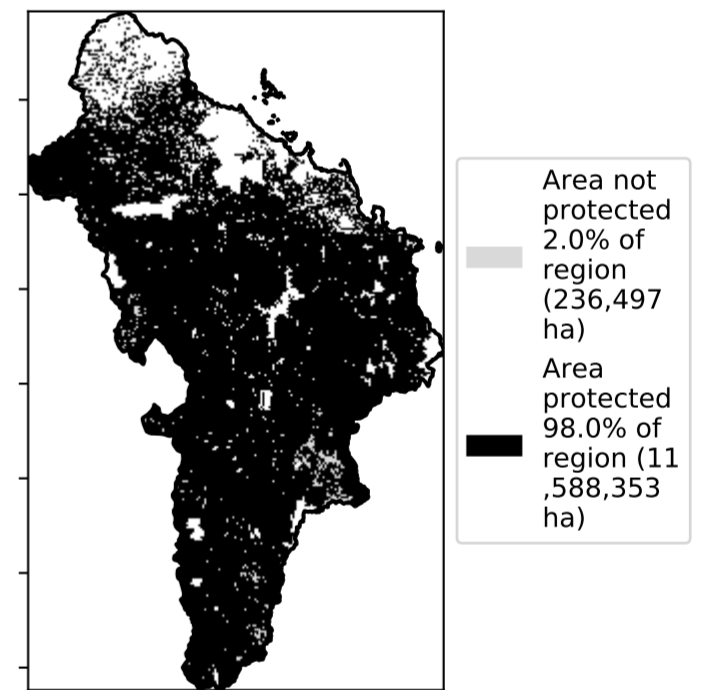 Area not
protected
2.0% of
region
(236,497
ha)
Area
protected
98.0% of
region (11
,588,353
ha)